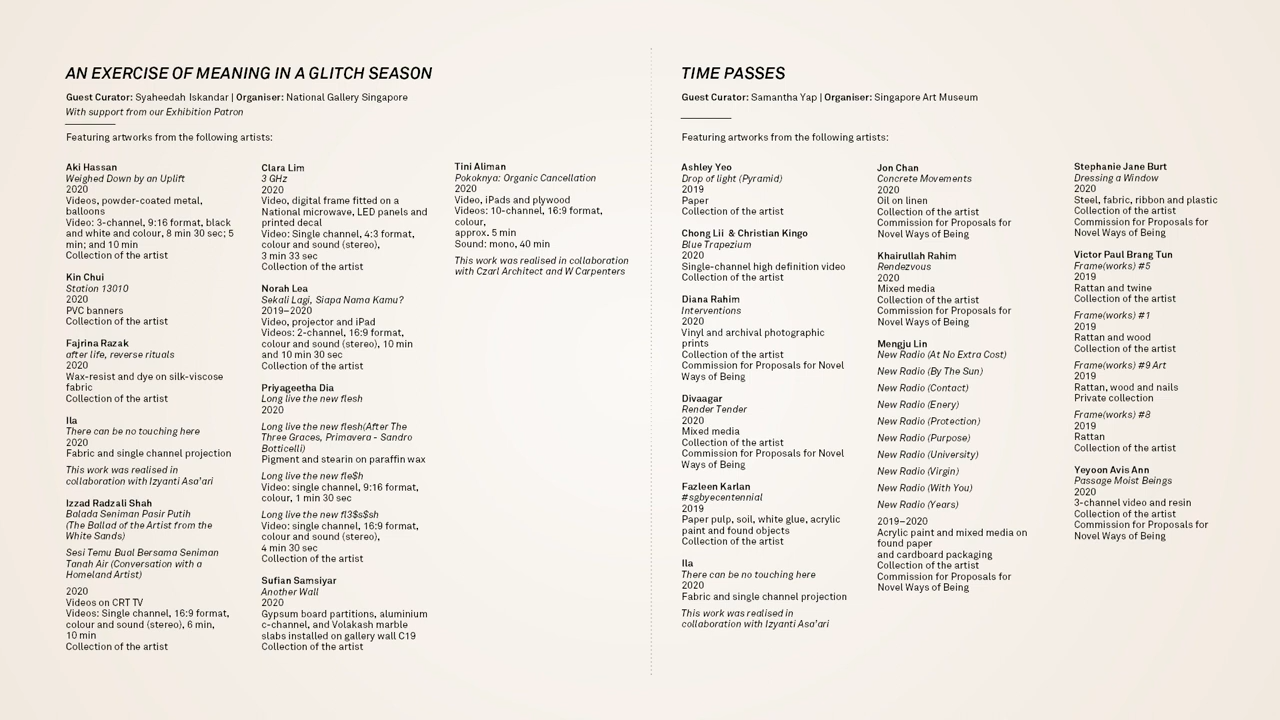 AN EXERCISE OF MEANING IN A GLITCH SEASON
Guest Curator: Syaheedah Iskandar | Organiser: National Gallery Singapore
With support from our Exhibition Patron
Featuring artworks from the following artists:
Aki Hassan
Weighed Down by an Uplift
2020
Videos, powder-coated metal,
balloons
Video: 3-channel, 9:16 format, black
and white and colour, 8 min 30 sec; 5
min; and 10 min
Collection of the artist
Kin Chui
Station 13010
2020
PVC banners
Collection of the artist
Fajrina Razak
after life, reverse rituals
2020
Wax-resist and dye on silk-viscose
fabric
Collection of the artist
Ila
There can be no touching here
2020
Fabric and single channel projection
This work was realised in
collaboration with Izyanti Asa'ari
Izzad Radzali Shah
Balada Seniman Pasir Putih
(The Ballad of the Artist from the
White Sands)
Sesi Temu Bual Bersama Seniman
Tanah Air (Conversation with a
Homeland Artist)
2020
Videos on CRT TV
Videos: Single channel, 16:9 format,
colour and sound (stereo), 6 min,
10 min
Collection of the artist
Clara Lim
3 GHz
2020
Video, digital frame fitted on a
National microwave, LED panels and
printed decal
Video: Single channel, 4:3 format,
colour and sound (stereo),
3 min 33 sec
Collection of the artist
Norah Lea
Sekali Lagi, Siapa Nama Kamu?
2019–2020
Video, projector and iPad
Videos: 2-channel, 16:9 format,
colour and sound (stereo), 10 min
and 10 min 30 sec
Collection of the artist
Priyageetha Dia
Long live the new flesh
2020
Long live the new flesh(After The
Three Graces, Primavera - Sandro
Botticelli)
Pigment and stearin on paraffin wax
Long live the new fle$h
Video: single channel, 9:16 format,
colour, 1 min 30 sec
Long live the new fl3$s$sh
Video: single channel, 16:9 format,
colour and sound (stereo),
4 min 30 sec
Collection of the artist
Sufian Samsiyar
Another Wall
2020
Gypsum board partitions, aluminium
c-channel, and Volakash marble
slabs installed on gallery wall C19
Collection of the artist
Tini Aliman
Pokoknya: Organic Cancellation
2020
Video, iPads and plywood
Videos: 10-channel, 16:9 format,
colour,
approx. 5 min
Sound: mono, 40 min
This work was realised in collaboration
with Czarl Architect and W Carpenters
TIME PASSES
Guest Curator: Samantha Yap | Organiser: Singapore Art Museum
Featuring artworks from the following artists:
Ashley Yeo
Drop of light (Pyramid)
2019
Paper
Collection of the artist
Chong Lii & Christian Kingo
Blue Trapezium
2020
Single-channel high definition video
Collection of the artist
Diana Rahim
Interventions
2020
Vinyl and archival photographic
prints
Collection of the artist
Commission for Proposals for Novel
Ways of Being
Divaagar
Render Tender
2020
Mixed media
Collection of the artist
Commission for Proposals for Novel
Ways of Being
Fazleen Karlan
#sgbyecentennial
2019
Paper pulp, soil, white glue, acrylic
paint and found objects
Collection of the artist
Ila
There can be no touching here
2020
Fabric and single channel projection
This work was realised in
collaboration with Izyanti Asa'ari
Jon Chan
Concrete Movements
2020
Oil on linen
Collection of the artist
Commission for Proposals for
Novel Ways of Being
Khairullah Rahim
Rendezvous
2020
Mixed media
Collection of the artist
Commission for Proposals for
Novel Ways of Being
Mengju Lin
New Radio (At No Extra Cost)
New Radio (By The Sun)
New Radio (Contact)
New Radio (Enery)
New Radio (Protection)
New Radio (Purpose)
New Radio (University)
New Radio (Virgin)
New Radio (With You)
New Radio (Years)
2019–2020
Acrylic paint and mixed media on
found paper
and cardboard packaging
Collection of the artist
Commission for Proposals for
Novel Ways of Being
Stephanie Jane Burt
Dressing a Window
2020
Steel, fabric, ribbon and plastic
Collection of the artist
Commission for Proposals for
Novel Ways of Being
Victor Paul Brang Tun
Frame(works) #5
2019
Rattan and twine
Collection of the artist
Frame(works) #1
2019
Rattan and wood
Collection of the artist
Frame(works) #9 Art
2019
Rattan, wood and nails
Private collection
Frame(works) #8
2019
Rattan
Collection of the artist
Yeyoon Avis Ann
Passage Moist Beings
2020
3-channel video and resin
Collection of the artist
Commission for Proposals for
Novel Ways of Being